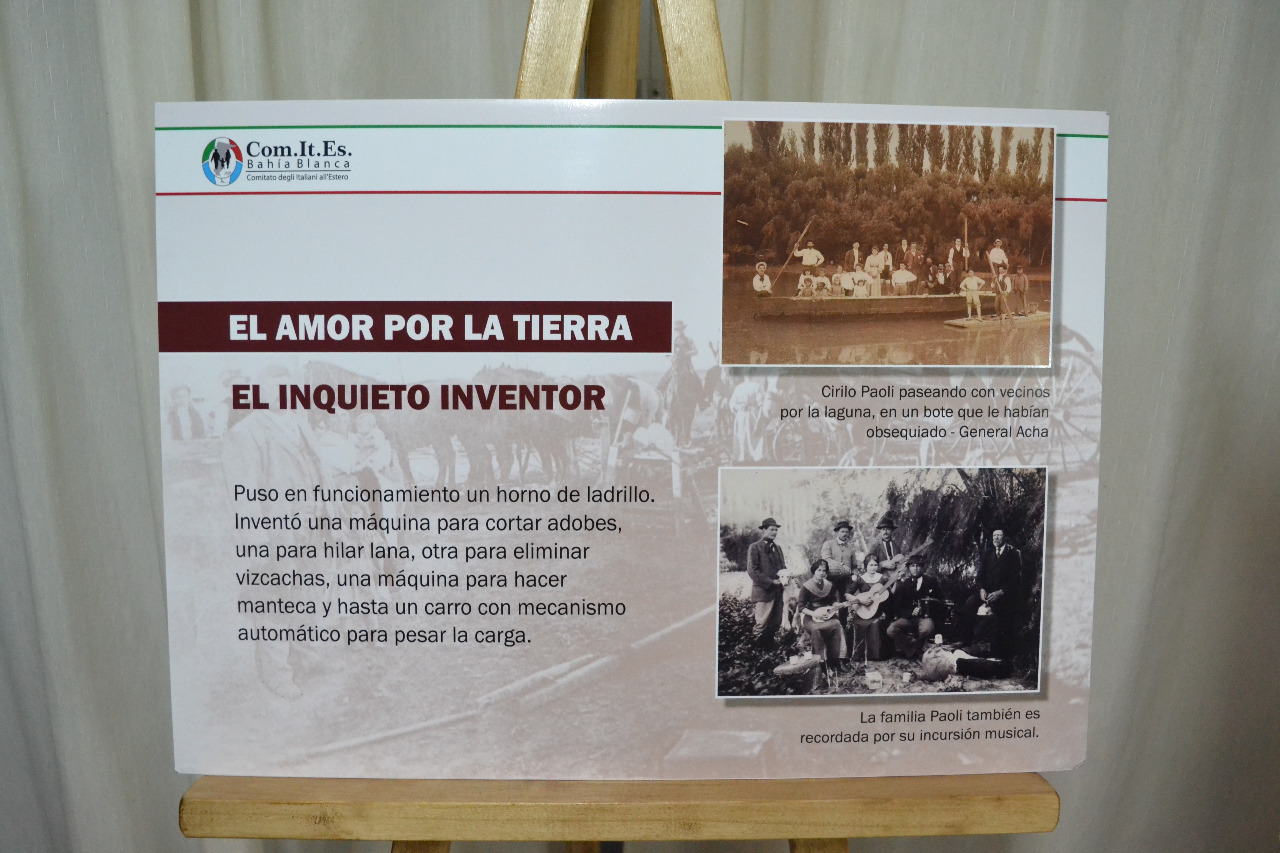 Com.It.Es.
Bahía Blanca
Comitato degli Italiani all'Estero
EL AMOR POR LA TIERRA
EL INQUIETO INVENTOR
Puso en funcionamiento un horno de ladrillo.
Inventó una máquina para cortar adobes,
una para hilar lana, otra para eliminar
vizcachas, una máquina para hacer
manteca y hasta un carro con mecanismo
automático para pesar la carga.
Cirilo Paoli paseando con vecinos
por la laguna, en un bote que le habían
obsequiado - General Acha
La familia Paoli también es
recordada por su incursión musical.